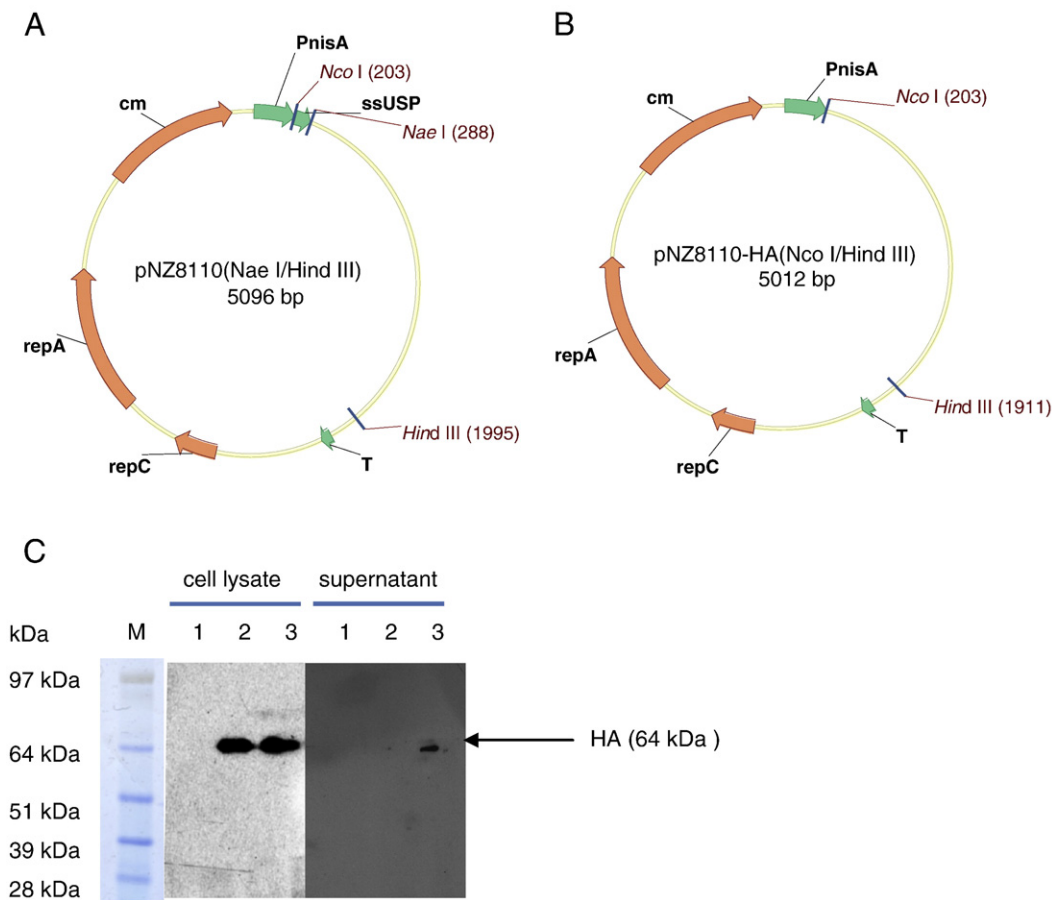 A
PnisA
Nco I (203)
cm
ssUSP
Nae I (288)
pNZ8110(Nae I/Hind III)
5096 bp
repA
Hind III (1995)
repC
T
B
PnisA
cm
Nco I (203)
pNZ8110-HA(Nco I/Hind III)
5012 bp
repA
Hind III (1911)
T
repC
C
cell lysate supernatant
kDa M 1 2 3 1 2 3
97 kDa
64 kDa
HA (64 kDa )
51 kDa
39 kDa
28 kDa